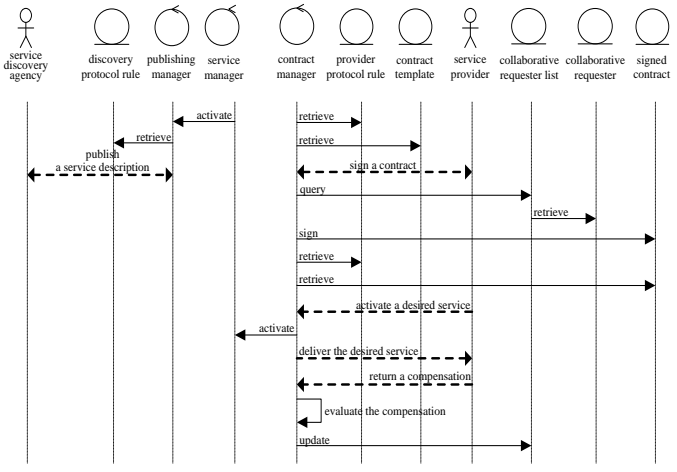 service
discovery
agency
discovery
protocol rule
publishing
manager
service
manager
contract
manager
provider
protocol rule
contract
template
service
provider
collaborative
requester list
collaborative
requester
signed
contract
activate
retrieve
retrieve
retrieve
publish
a service description
sign a contract
query
retrieve
sign
retrieve
retrieve
activate a desired service
activate
deliver the desired service
return a compensation
evaluate the compensation
update